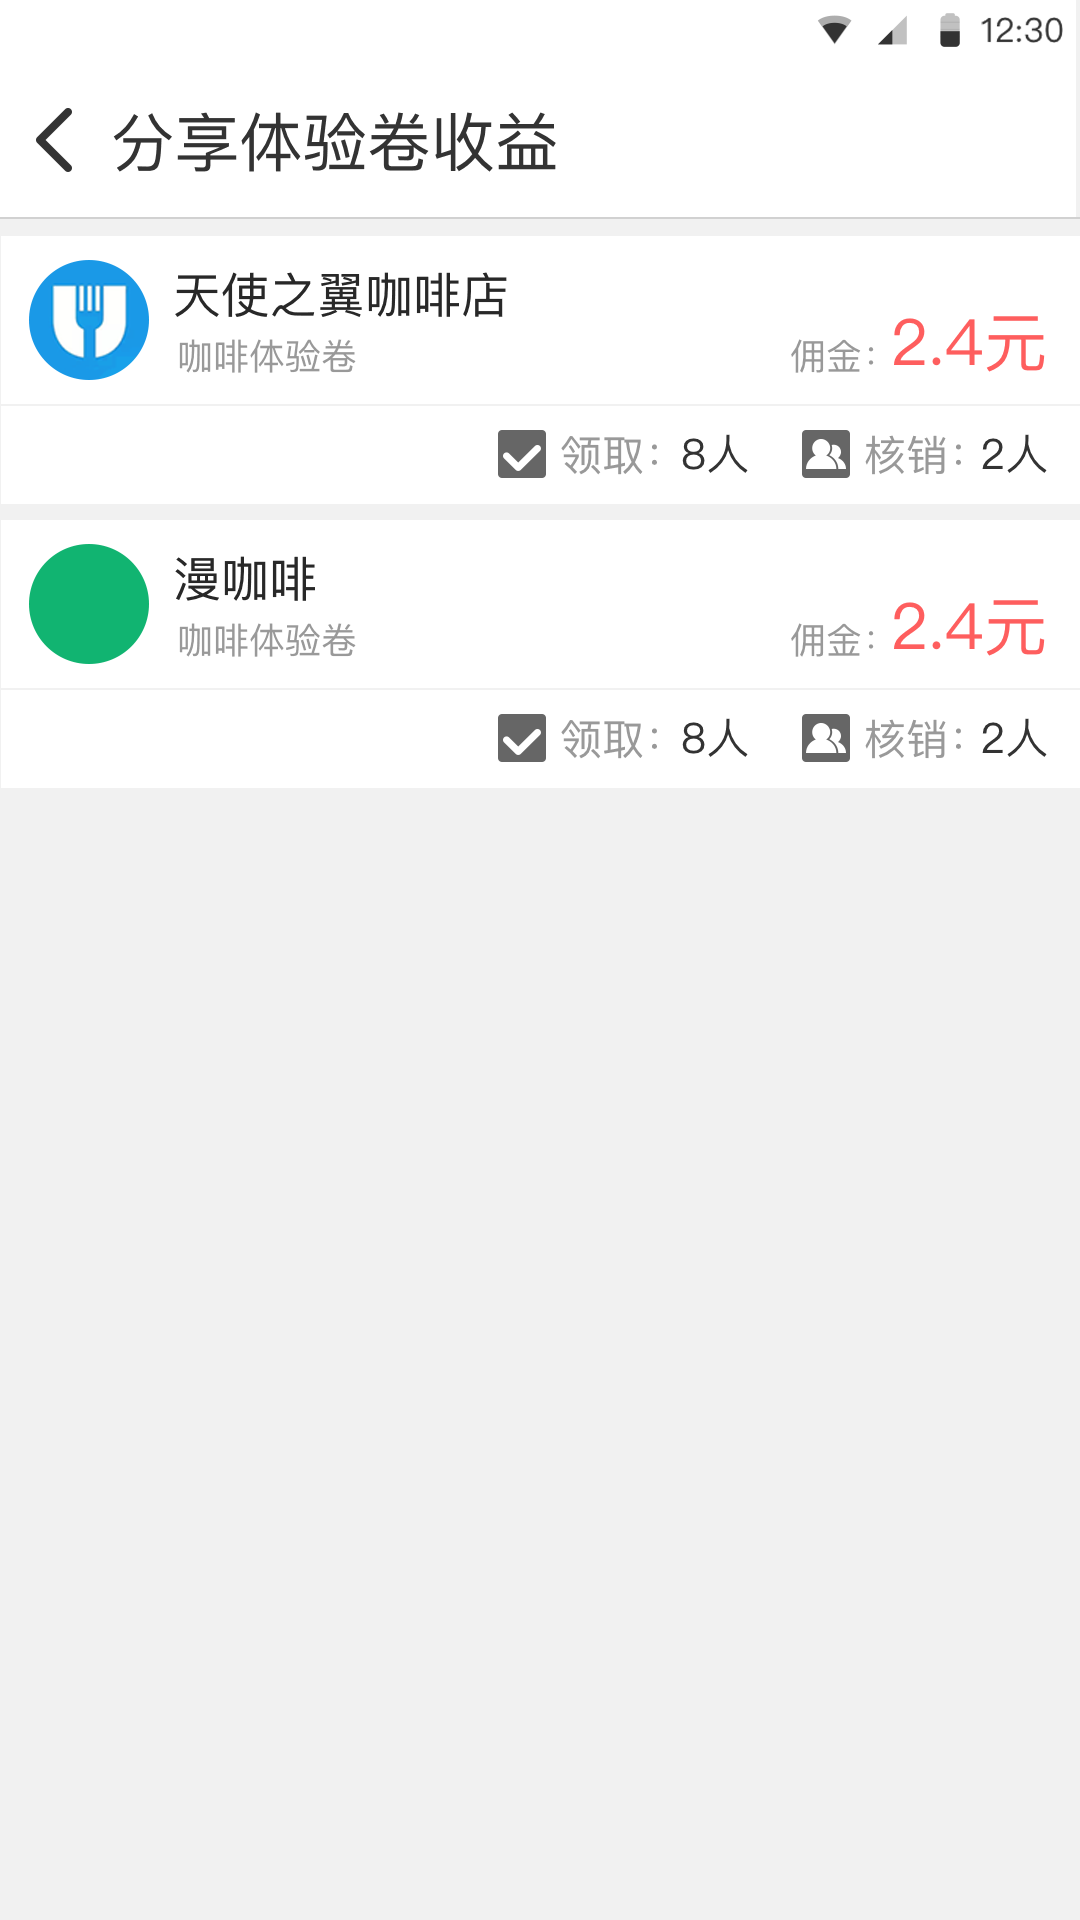 12:30
分享体验卷收益
天使之翼咖啡店
咖啡体验卷
佣金：2.4元
领取：8人 核销：2人
漫咖啡
咖啡体验卷
佣金：2.4元
领取：8人 核销：2人